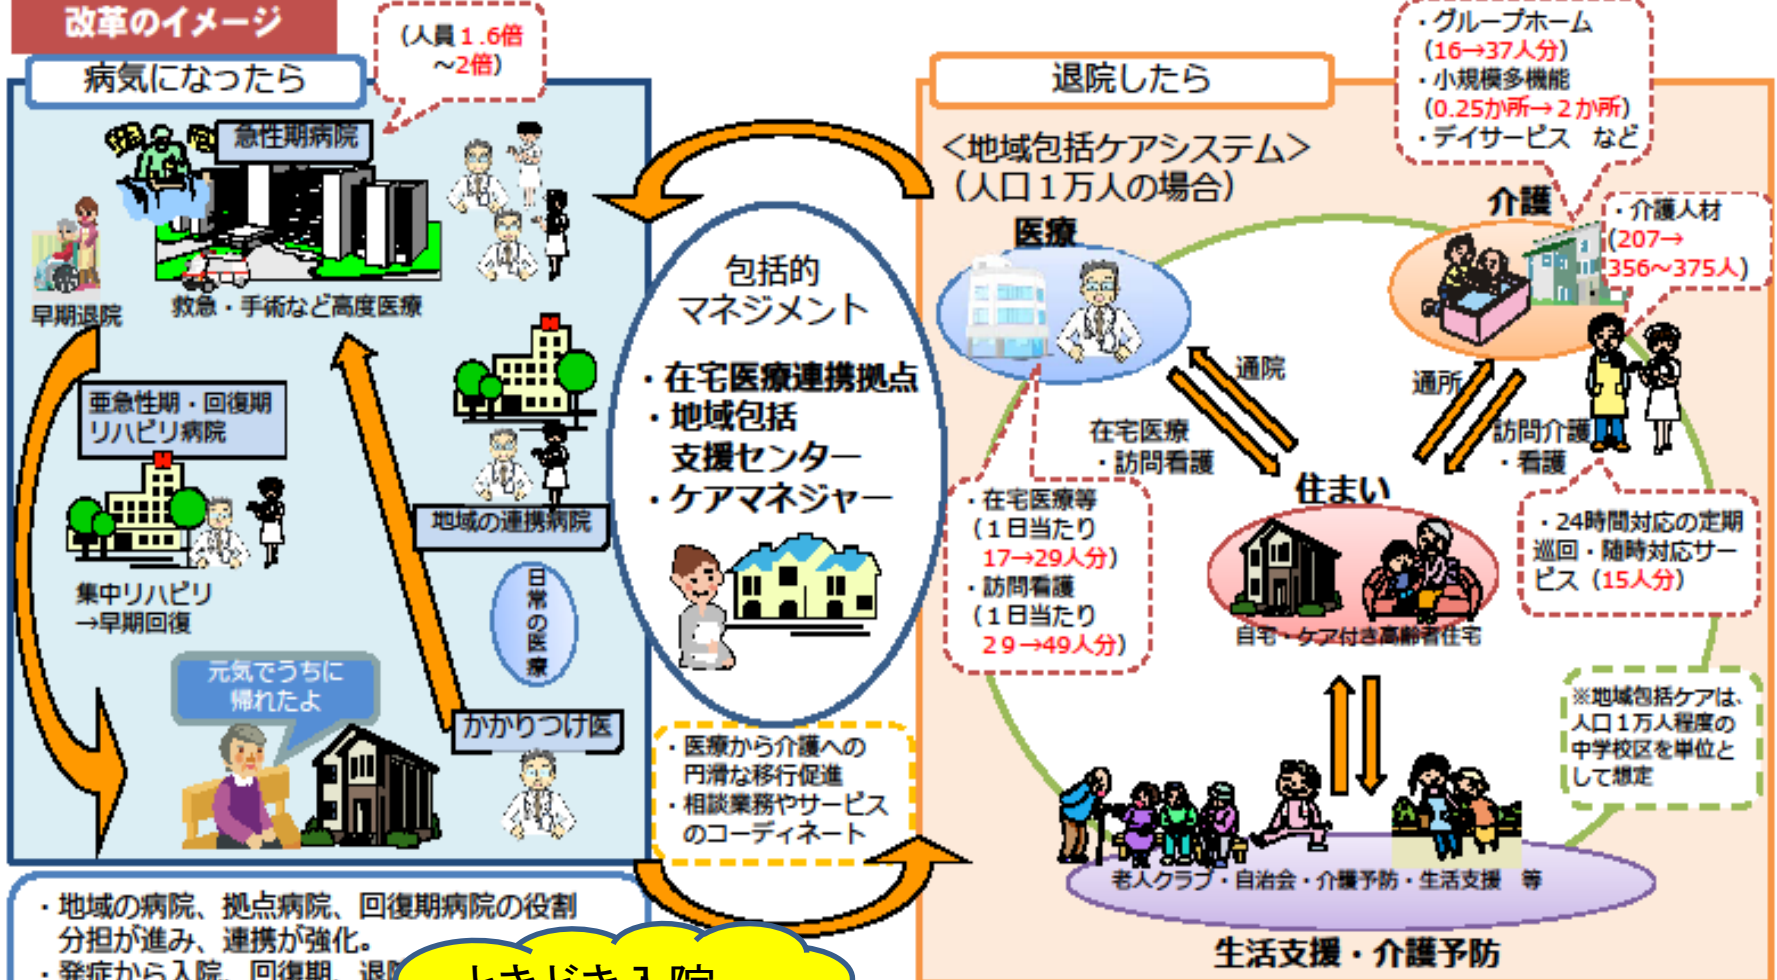 改革のイメージ
病気になったら
(人員1.6倍
～2倍)
急性期病院
早期退院
救急・手術など高度医療
亜急性期・回復期
リハビリ病院
集中リハビリ
→早期回復
地域の連携病院
日常の医療
元気でうちに
帰れたよ
かかりつけ医
・地域の病院、拠点病院、回復期病院の役割
分担が進み、連携が強化。
・発症から入院、回復期、退院
ときどき入院
包括的
マネジメント
・在宅医療連携拠点
・地域包括
支援センター
・ケアマネジャー
・医療から介護への
円滑な移行促進
・相談業務やサービス
のコーディネート
退院したら
<地域包括ケアシステム>
(人口1万人の場合)
・グループホーム
(16→37人分)
・小規模多機能
(0.25か所→2か所)
・デイサービス など
医療
介護
・介護人材
(207→
356～375人)
通院
通所
在宅医療
・訪問看護
訪問介護
・看護
・在宅医療等
(1日当たり
17→29人分)
・訪問看護
(1日当たり
29→49人分)
住まい
自宅・ケア付き高齢者住宅
・24時間対応の定期
巡回・随時対応サー
ビス(15人分)
※地域包括ケアは、
人口1万人程度の
中学校区を単位と
して想定
老人クラブ・自治会・介護予防・生活支援 等
生活支援・介護予防